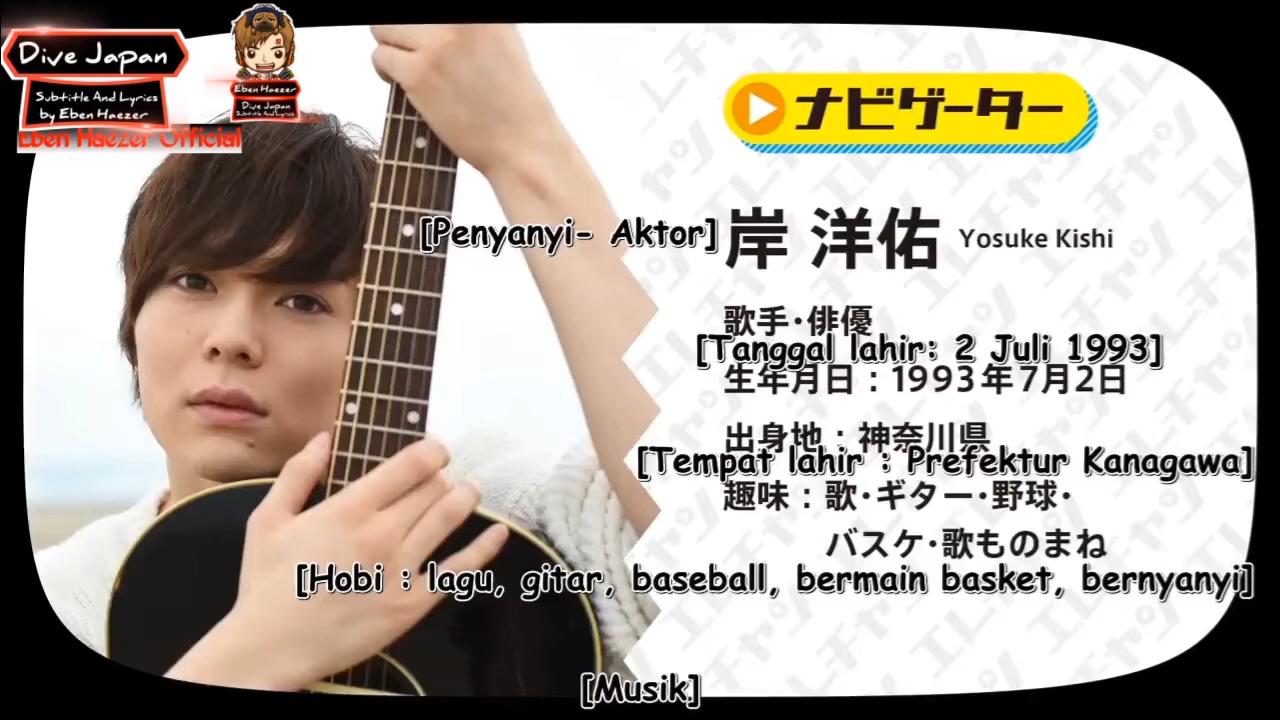 Dive Japan
Subtitle And Lyrics
by Eben Haezer
Eben Haezer Official
Eben Haezer
Dive Japan
Subtitle And Lyrics
ナビゲーター
[Penyanyi- Aktor]
岸 洋佑 Yosuke Kishi
歌手・俳優
[Tanggal lahir: 2 Juli 1993]
生年月日：1993年7月2日
出身地：神奈川県
[Tempat lahir : Prefektur Kanagawa]
趣味：歌・ギター・野球・
バスケ・歌ものまね
[Hobi : lagu, gitar, baseball, bermain basket, bernyanyi]
[Musik]